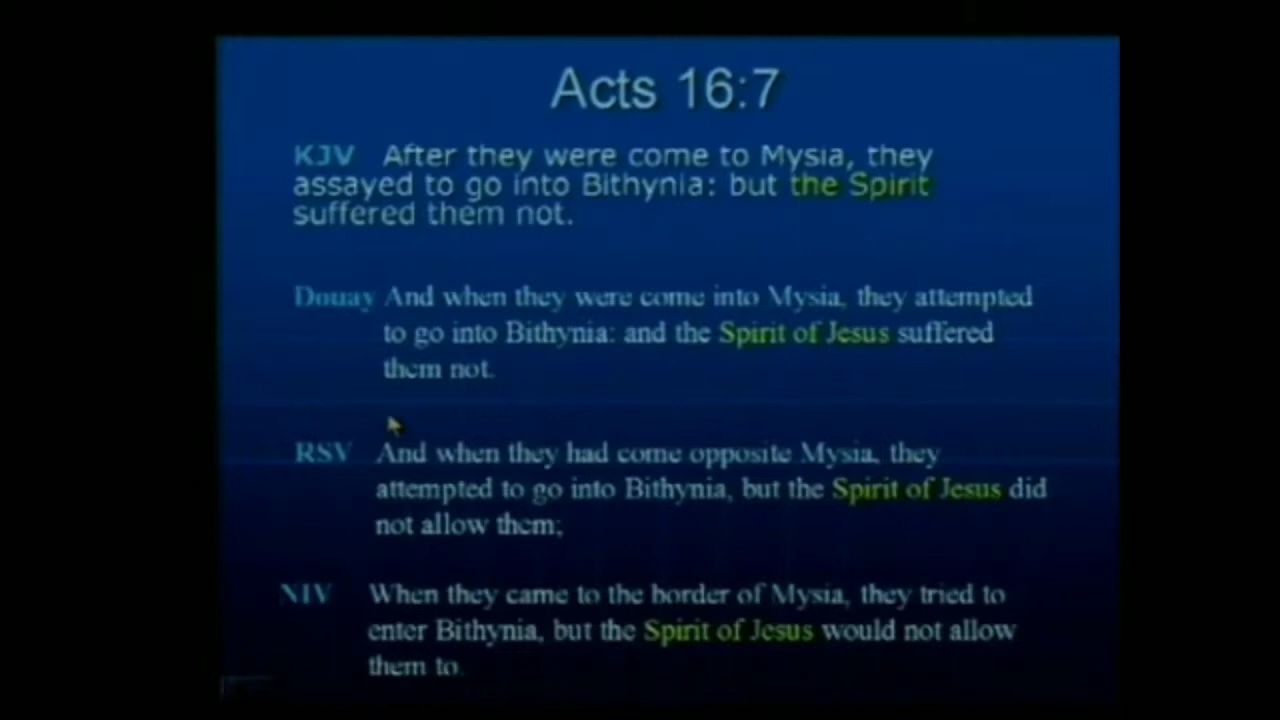 Acts 16:7
KJV After they were come to Mysia, they
assayed to go into Bithynia: but the Spirit
suffered them not.
Douay And when they were come into Mysia, they attempted
to go into Bithynia: and the Spirit of Jesus suffered
them not.
RSV And when they had come opposite Mysia, they
attempted to go into Bithynia, but the Spirit of Jesus did
not allow them;
NIV When they came to the border of Mysia, they tried to
enter Bithynia, but the Spirit of Jesus would not allow
them to.